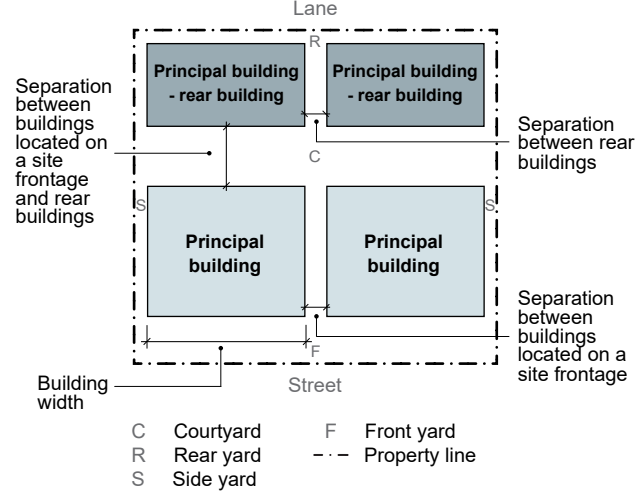 Lane
R
Principal building
- rear building
Principal building
- rear building
Separation
between
buildings
located on
a site
frontage
and rear
buildings
Separation
between rear
buildings
C
S
S
Principal
building
Principal
building
Separation
between
buildings
located on a
site frontage
F
Building
width
Street
C Courtyard
R Rear yard
S Side yard
F Front yard
Property line